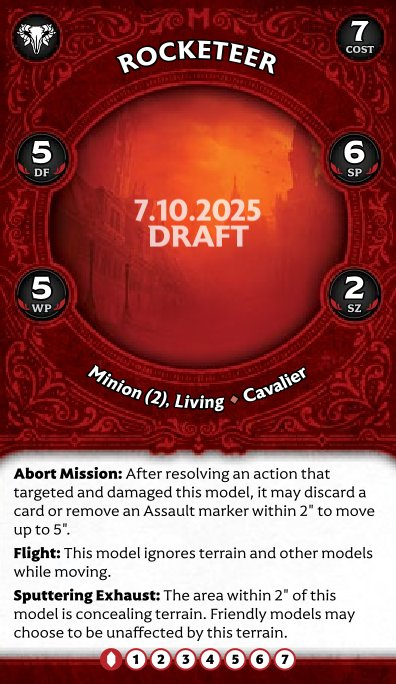 M
ROCKETEER
7
COST
5
DF
6
SP
7.10.2025
DRAFT
5
WP
2
SZ
Minion (2), Living • Cavalier
Abort Mission: After resolving an action that
targeted and damaged this model, it may discard a
card or remove an Assault marker within 2" to move
up to 5".
Flight: This model ignores terrain and other models
while moving.
Sputtering Exhaust: The area within 2" of this
model is concealing terrain. Friendly models may
choose to be unaffected by this terrain.
1 2 3 4 5 6 7